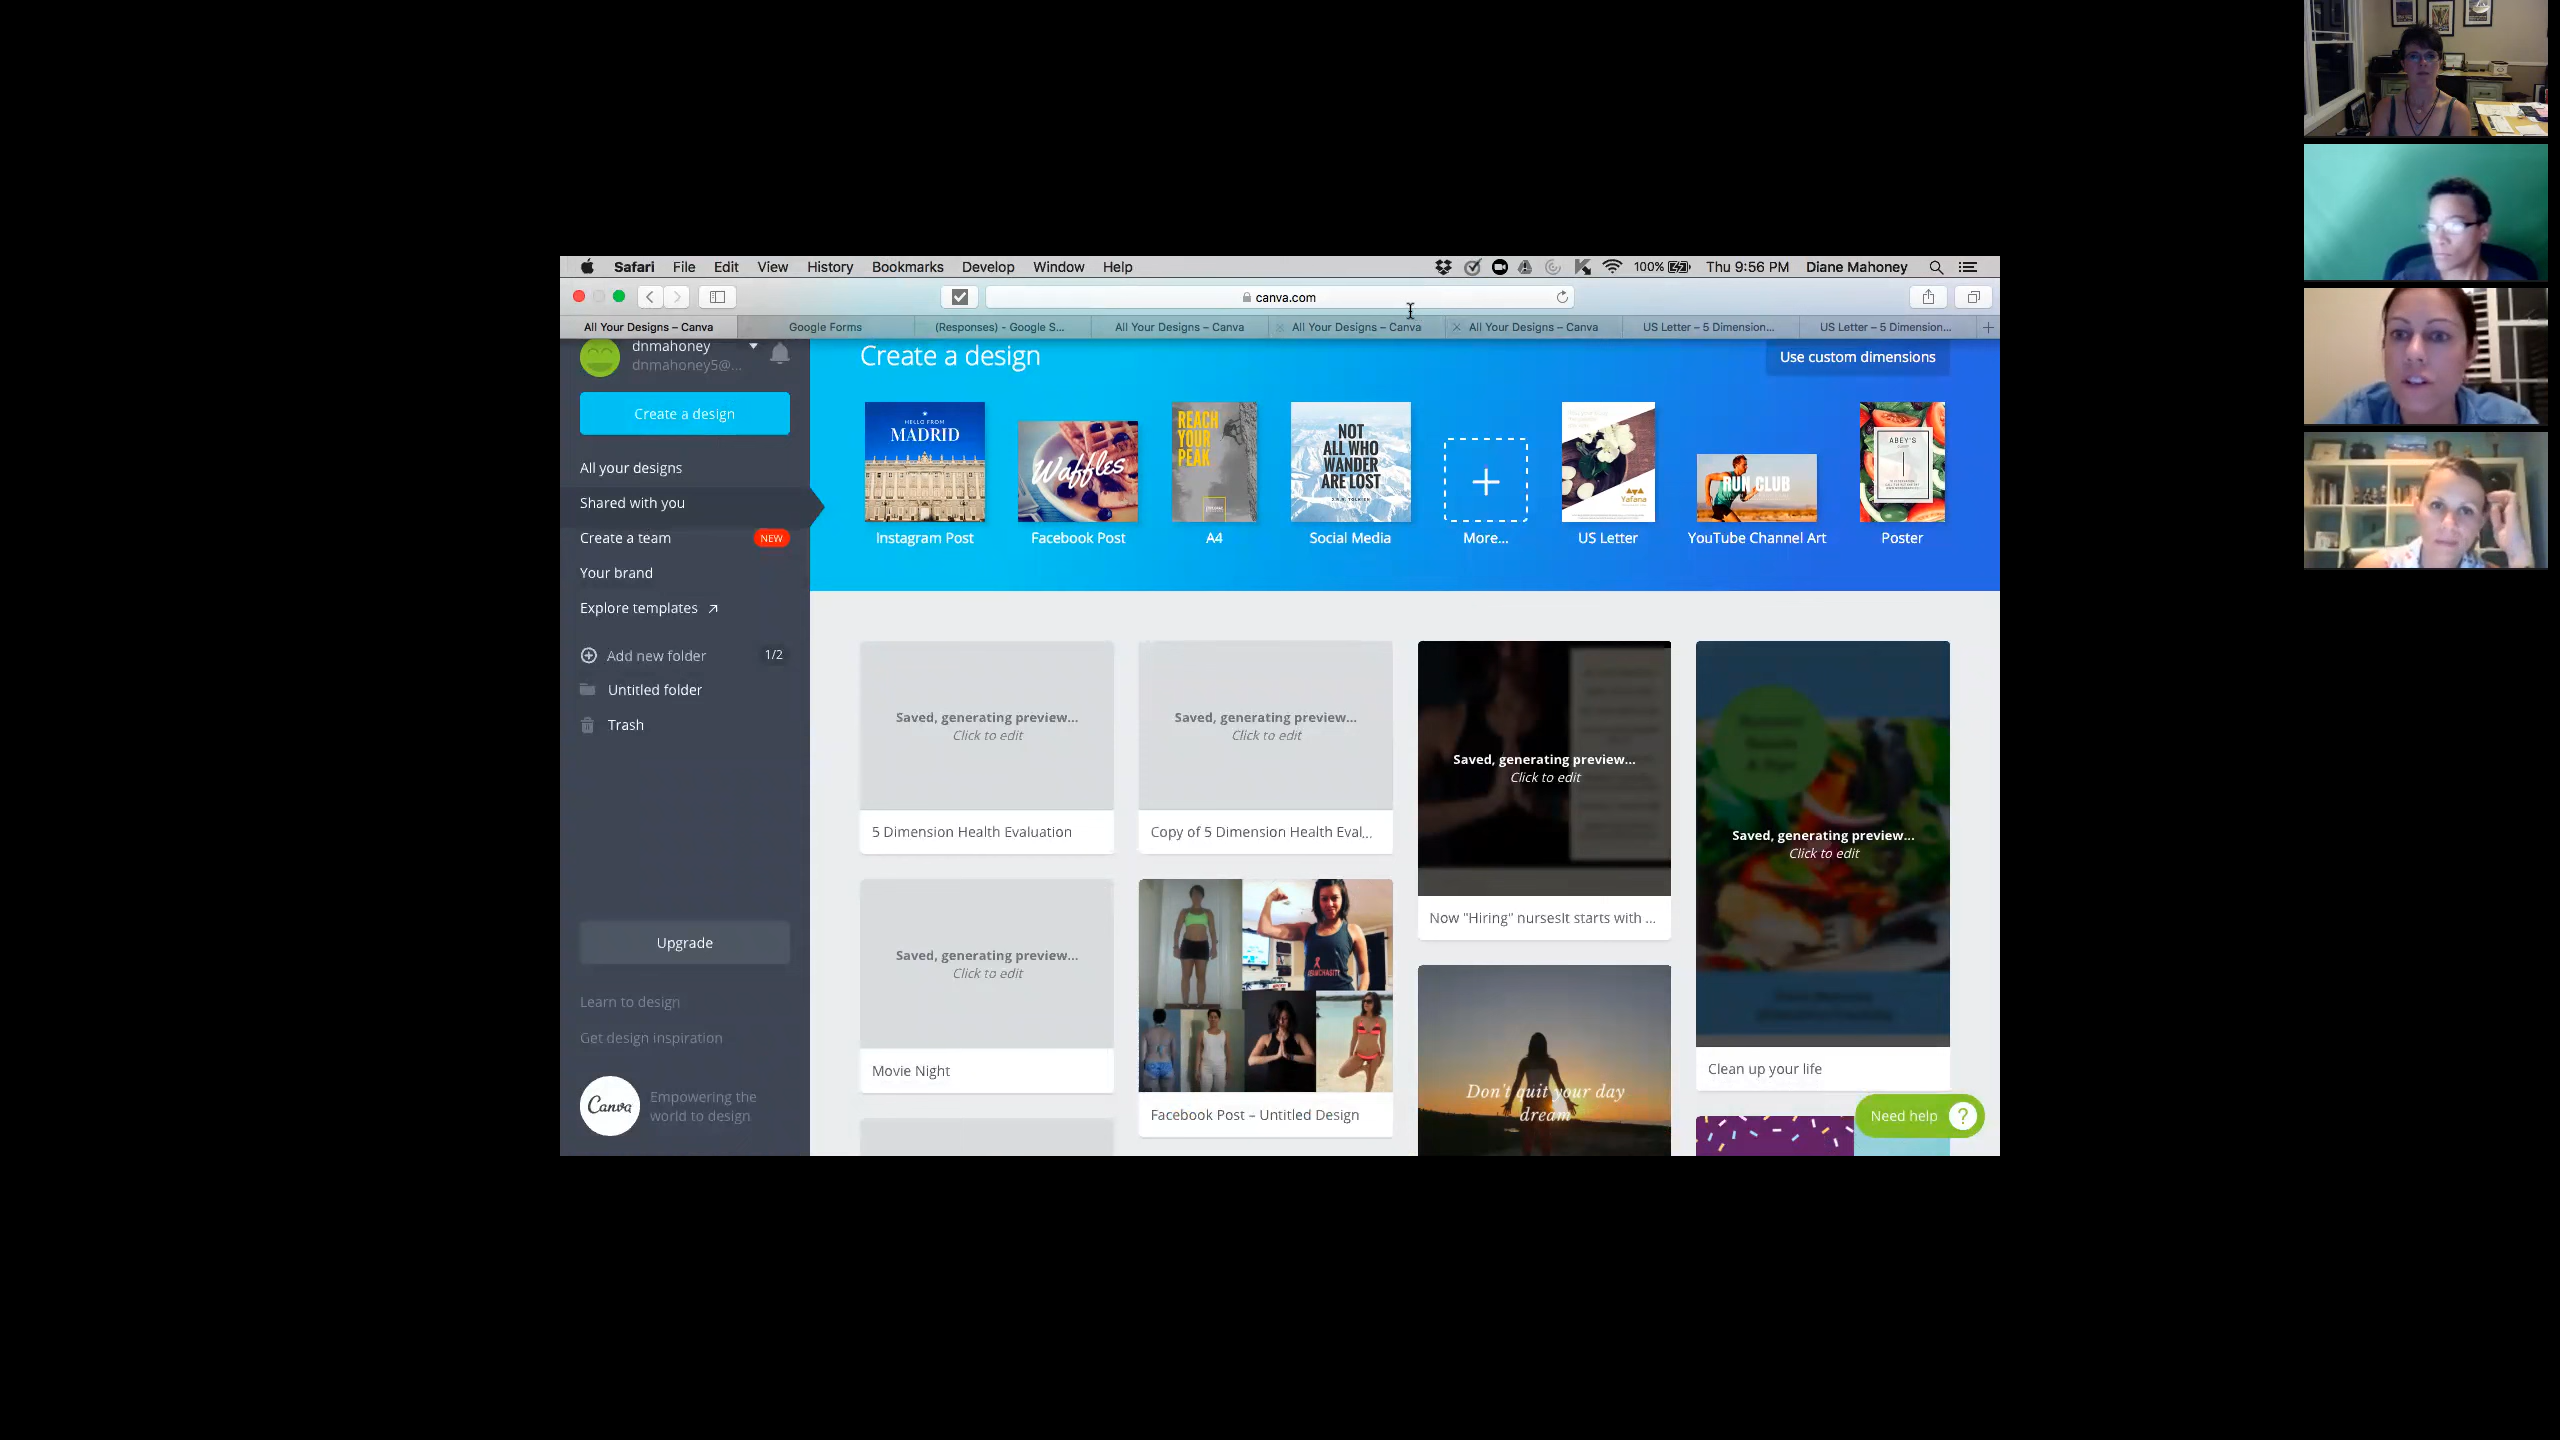 Safari File Edit View History Bookmarks Develop Window Help 100% Thu 9:56 PM Diane Mahoney
canva.com
All Your Designs – Canva Google Forms (Responses) - Google S... All Your Designs – Canva All Your Designs – Canva All Your Designs – Canva US Letter – 5 Dimension... US Letter – 5 Dimension...
dnmahoney
dnmahoney5@...
Create a design
All your designs
Shared with you
Create a team NEW
Your brand
Explore templates
Add new folder 1/2
Untitled folder
Trash
Upgrade
Learn to design
Get design inspiration
Canva
Empowering the
world to design
Create a design
Use custom dimensions
HELLO FROM
MADRID
Instagram Post
Waffles
Facebook Post
REACH
YOUR
PEAK
A4
NOT
ALL WHO
WANDER
ARE LOST
Social Media
More...
Yafana
US Letter
RUN CLUB
YouTube Channel Art
ABEY'S
Poster
Saved, generating preview...
Click to edit
5 Dimension Health Evaluation
Saved, generating preview...
Click to edit
Copy of 5 Dimension Health Eval...
Saved, generating preview...
Click to edit
Now "Hiring" nursesIt starts with ...
Saved, generating preview...
Click to edit
Clean up your life
Saved, generating preview...
Click to edit
Movie Night
Facebook Post – Untitled Design
Don't quit your day
dream
Need help ?